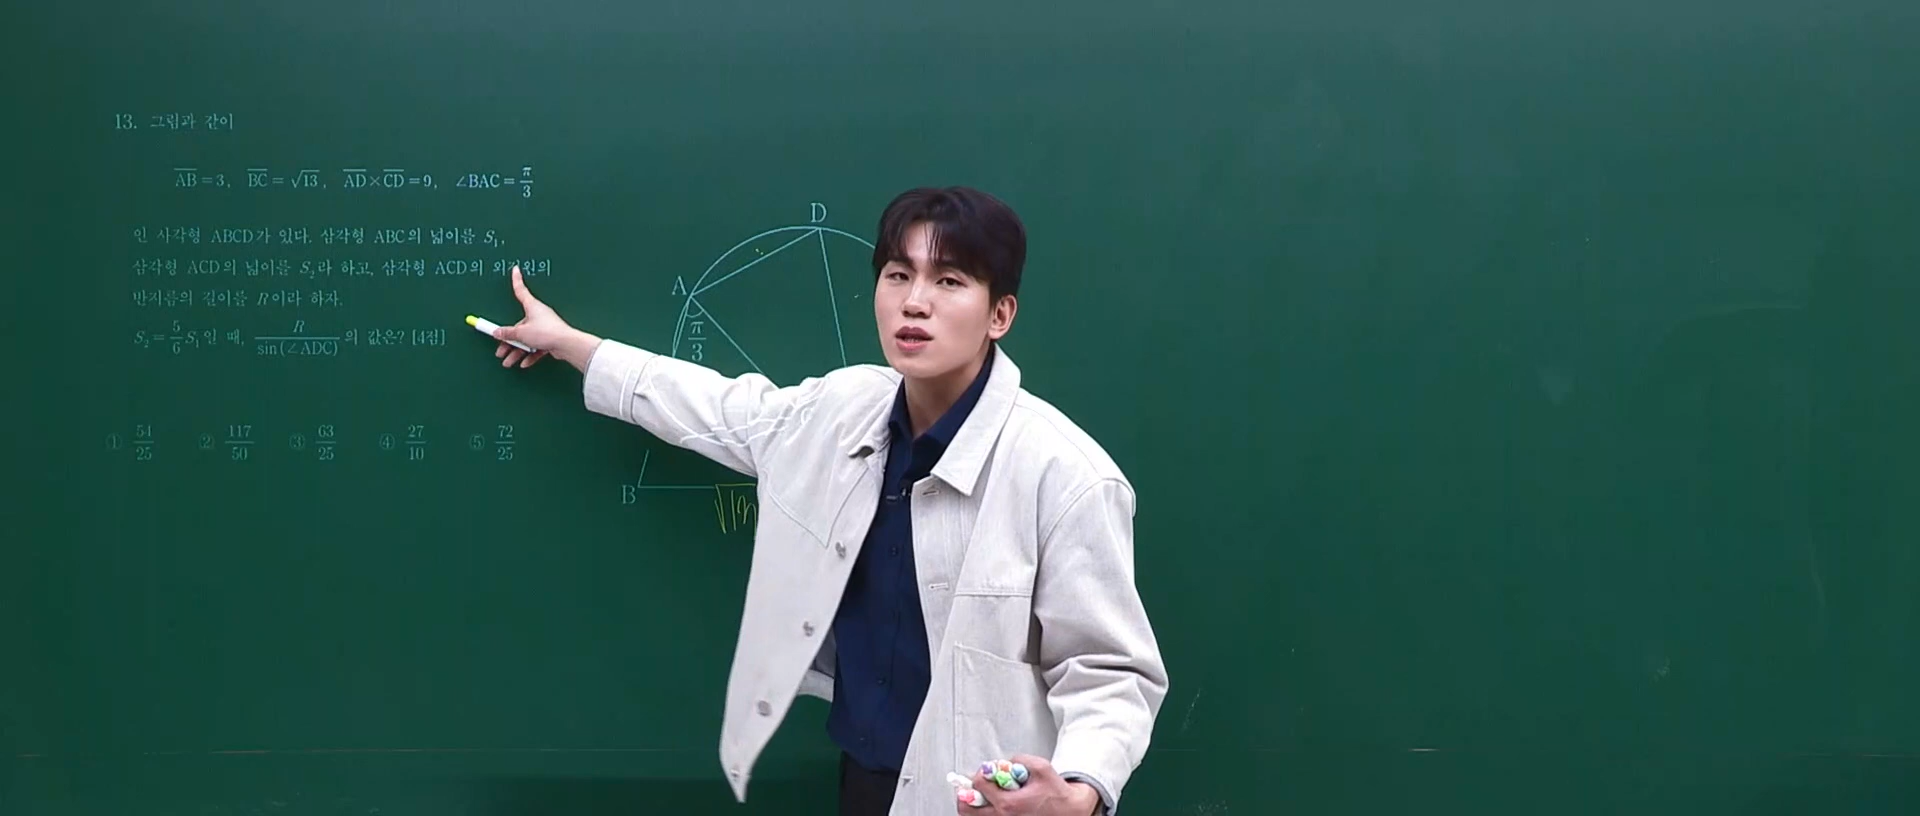 13. 그림과 같이
AB=3, BC=√13, AD×CD=9, ∠BAC=π/3
인 사각형 ABCD가 있다. 삼각형 ABC의 넓이를 S₁,
삼각형 ACD의 넓이를 S₂라 하고, 삼각형 ACD의 외접원의
반지름의 길이를 R이라 하자.
S₂=5/6 S₁인 때, R/sin(∠ADC)의 값은? [4점]
① 54/25 ② 117/50 ③ 63/25 ④ 27/10 ⑤ 72/25
D
A
π/3
B